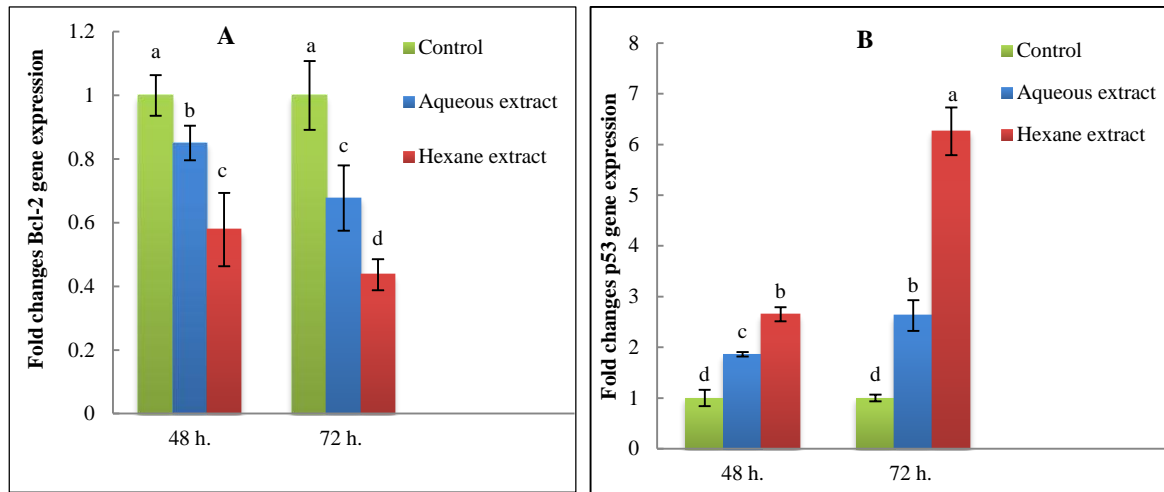 A
Fold changes Bcl-2 gene expression
1.2
1
0.8
0.6
0.4
0.2
0
a
b
c
a
c
d
48 h.
72 h.
Control
Aqueous extract
Hexane extract
B
Fold changes p53 gene expression
8
7
6
5
4
3
2
1
0
d
c
b
d
b
a
48 h.
72 h.
Control
Aqueous extract
Hexane extract